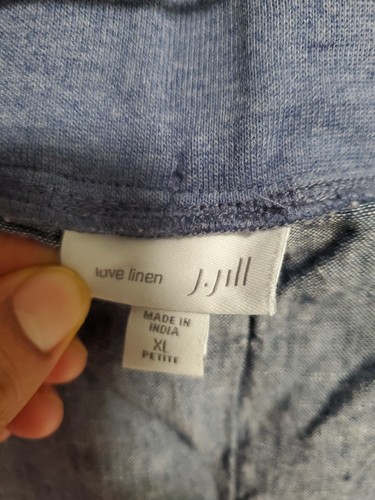 love linen J.Jill
MADE IN
INDIA
XL
PETITE